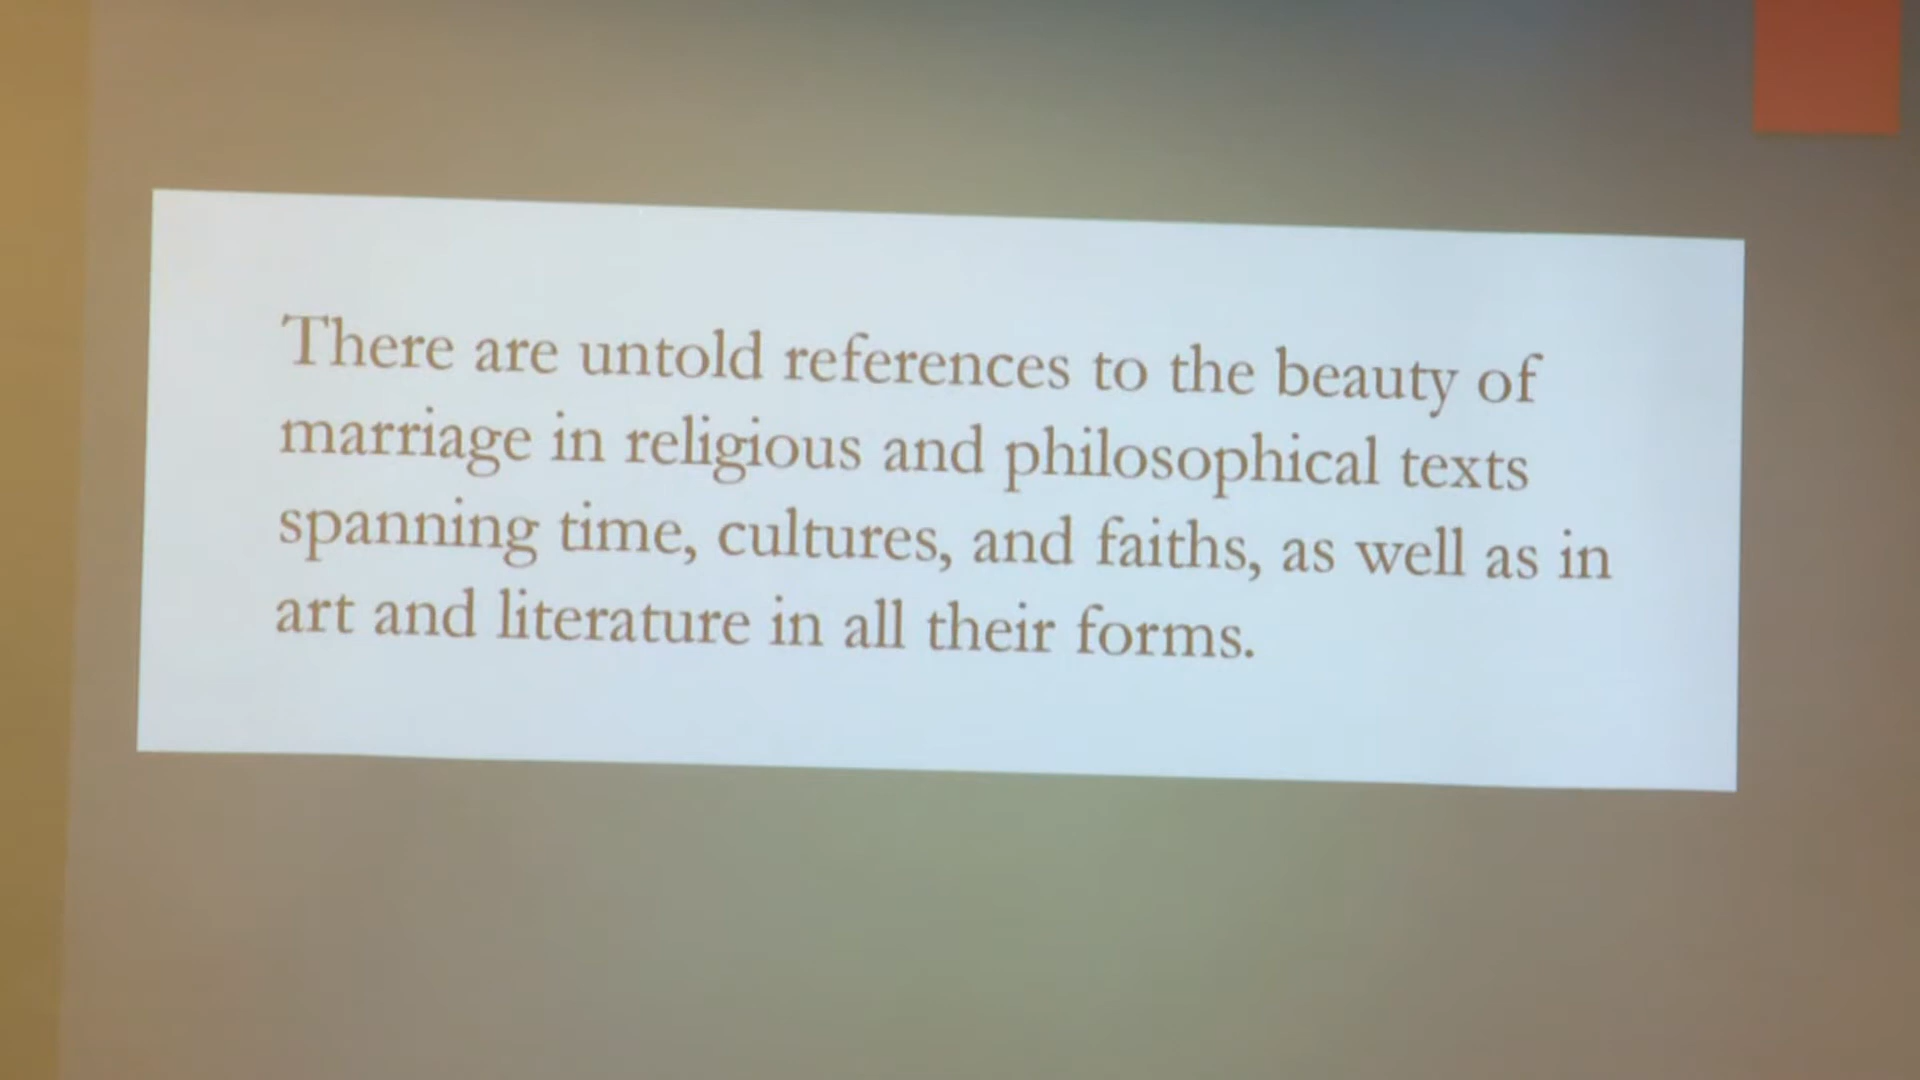 There are untold references to the beauty of
marriage in religious and philosophical texts
spanning time, cultures, and faiths, as well as in
art and literature in all their forms.